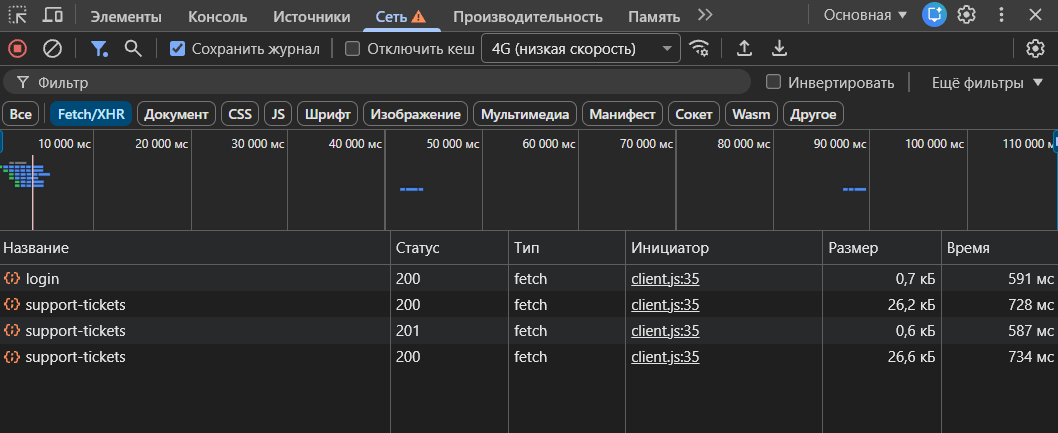 Элементы Консоль Источники Сеть Производительность Память Основная
Сохранить журнал Отключить кеш 4G (низкая скорость)
Фильтр Инвертировать Ещё фильтры
Все Fetch/XHR Документ CSS JS Шрифт Изображение Мультимедиа Манифест Сокет Wasm Другое
10 000 мс 20 000 мс 30 000 мс 40 000 мс 50 000 мс 60 000 мс 70 000 мс 80 000 мс 90 000 мс 100 000 мс 110 000 мс
Название Статус Тип Инициатор Размер Время
login 200 fetch client.js:35 0,7 кБ 591 мс
support-tickets 200 fetch client.js:35 26,2 кБ 728 мс
support-tickets 201 fetch client.js:35 0,6 кБ 587 мс
support-tickets 200 fetch client.js:35 26,6 кБ 734 мс